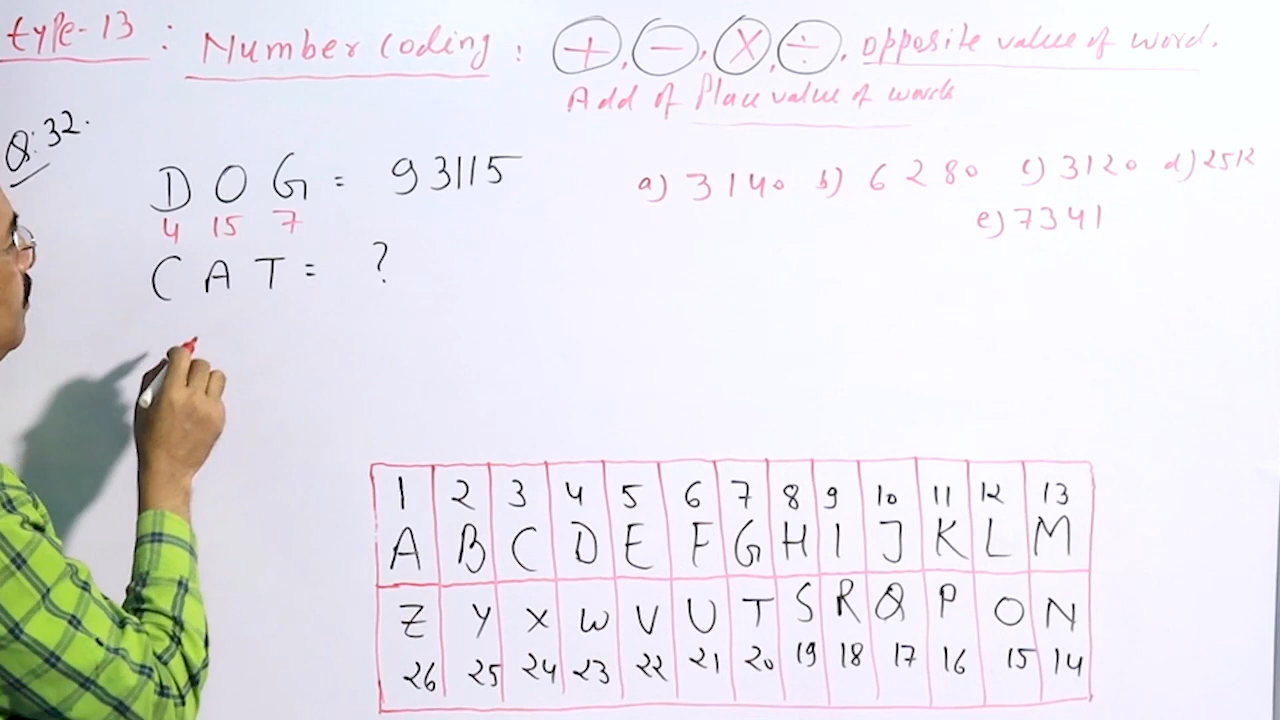 type-13 : Number Coding : +, -, ×, ÷, opposite value of word.
Add of Place value of words
Q:32.
D O G = 93115
4 15 7
C A T = ?
a) 3140 b) 6280 c) 3120 d) 2512
e) 7341
1 2 3 4 5 6 7 8 9 10 11 12 13
A B C D E F G H I J K L M
Z Y X W V U T S R Q P O N
26 25 24 23 22 21 20 19 18 17 16 15 14